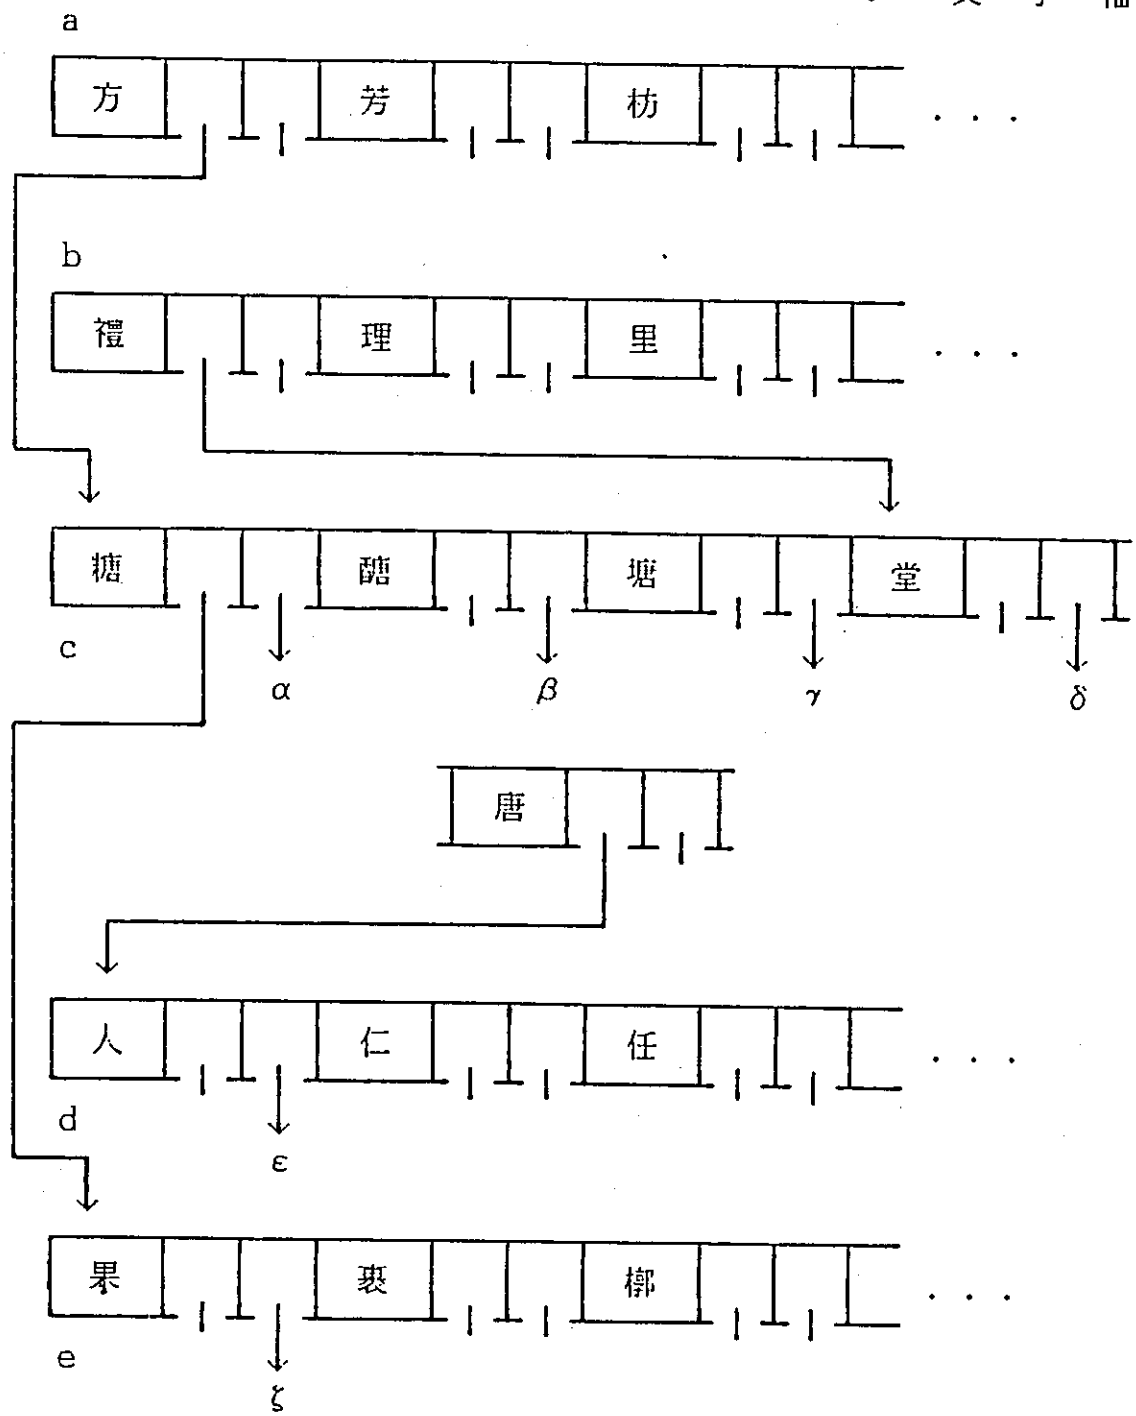 a
方 芳 枋 . . .
b
禮 理 里 . . .
糖 醣 塘 堂
c
α β γ δ
唐
人 仁 任 . . .
d
ε
果 裹 槨 . . .
e
ζ